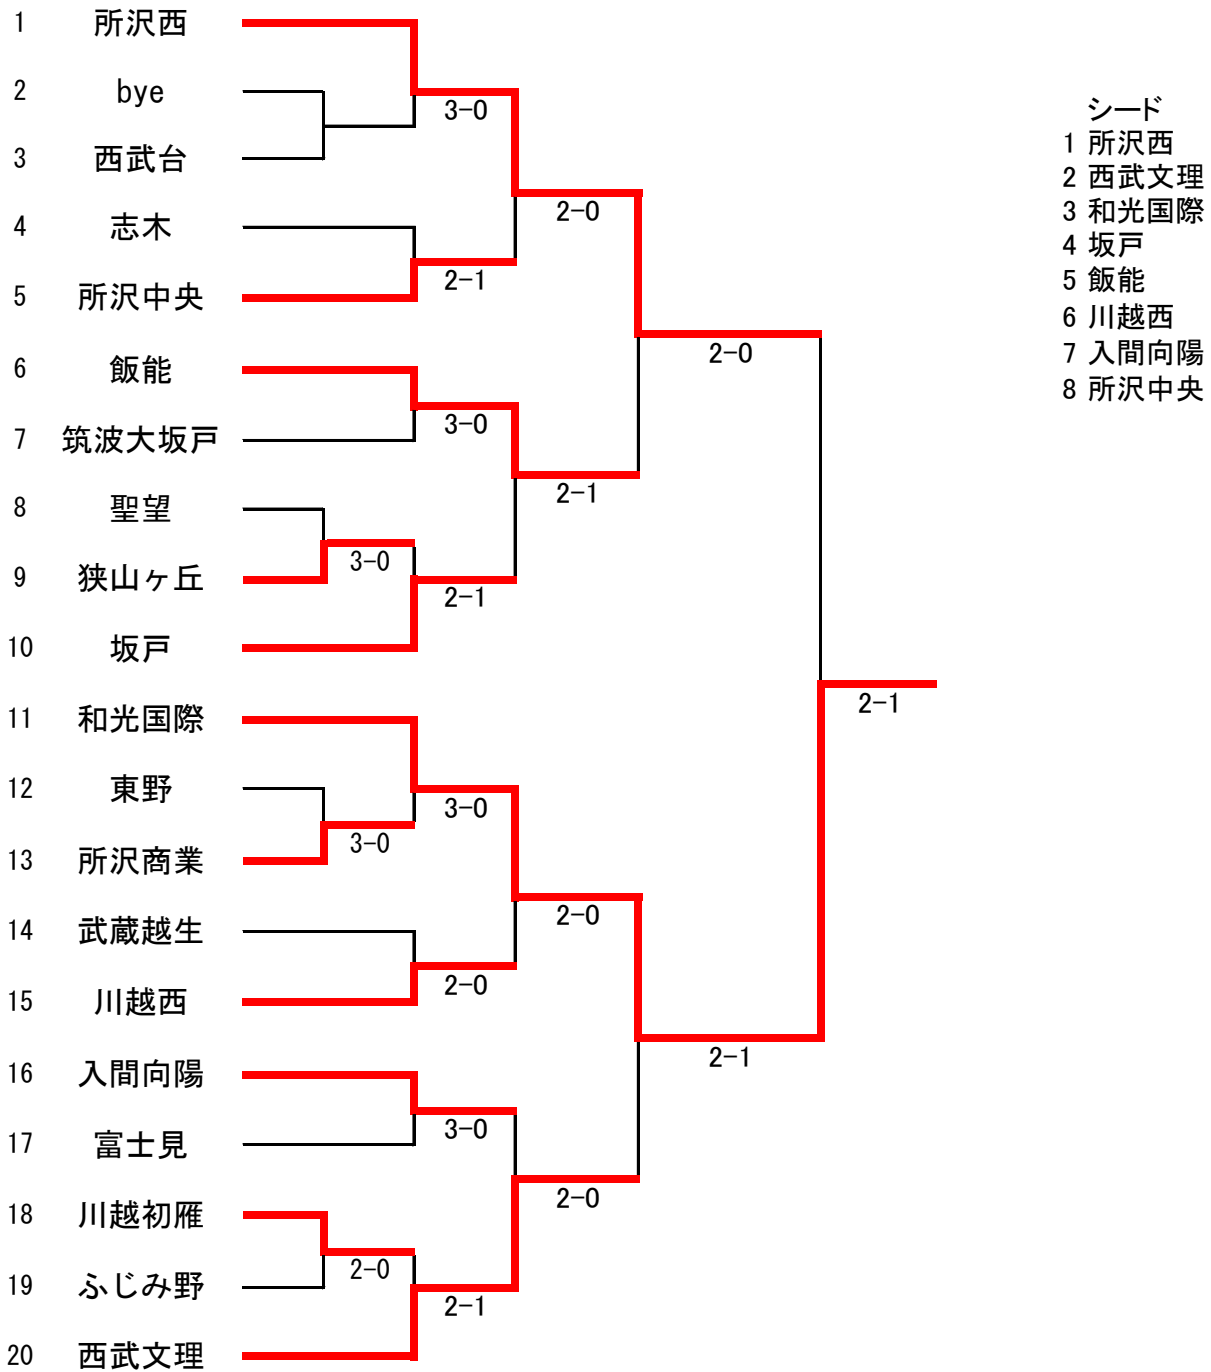 1 所沢西
2 bye
3 西武台
4 志木
5 所沢中央
6 飯能
7 筑波大坂戸
8 聖望
9 狭山ヶ丘
10 坂戸
11 和光国際
12 東野
13 所沢商業
14 武蔵越生
15 川越西
16 入間向陽
17 富士見
18 川越初雁
19 ふじみ野
20 西武文理
3-0
3-0
2-0
3-0
2-1
3-0
2-1
3-0
2-0
3-0
2-1
2-0
2-1
2-0
2-0
2-0
2-1
2-1
シード
1 所沢西
2 西武文理
3 和光国際
4 坂戸
5 飯能
6 川越西
7 入間向陽
8 所沢中央